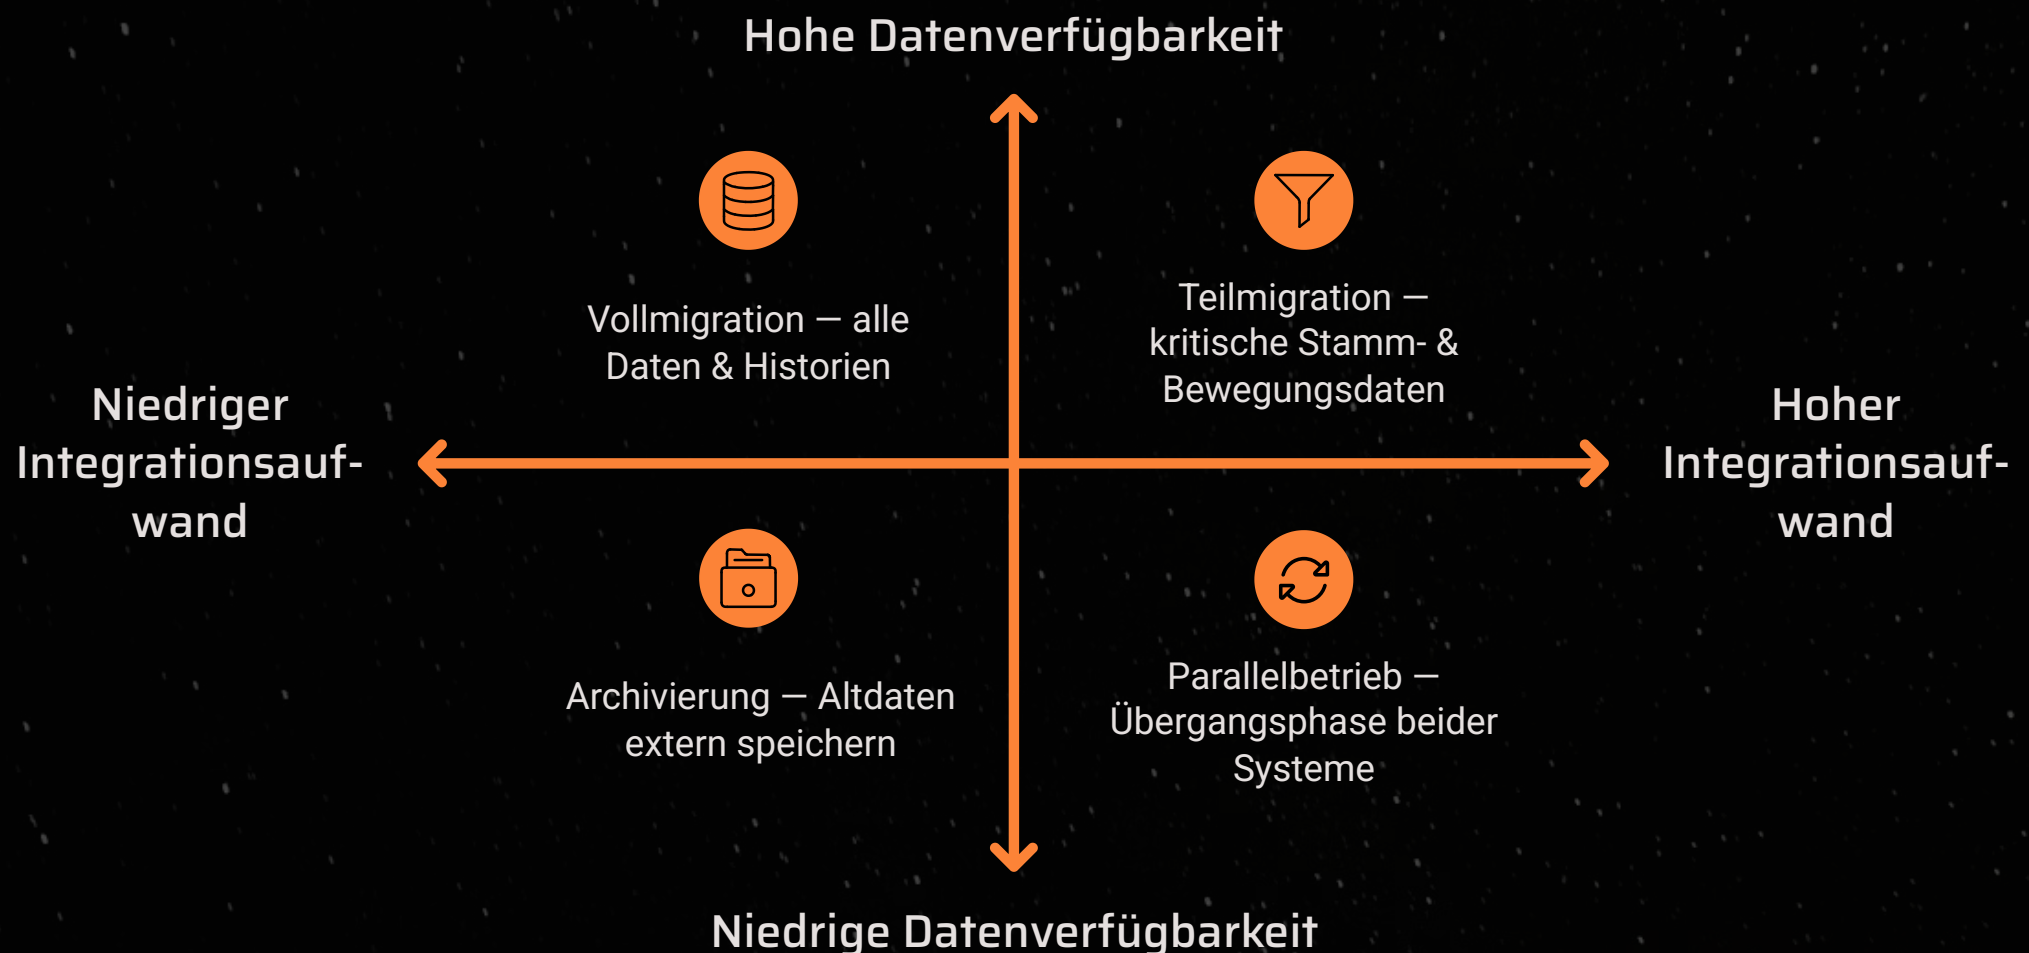 Hohe Datenverfügbarkeit
Vollmigration — alle
Daten & Historien
Teilmigration —
kritische Stamm- &
Bewegungsdaten
Niedriger
Integrationsauf-
wand
Hoher
Integrationsauf-
wand
Archivierung — Altdaten
extern speichern
Parallelbetrieb —
Übergangsphase beider
Systeme
Niedrige Datenverfügbarkeit